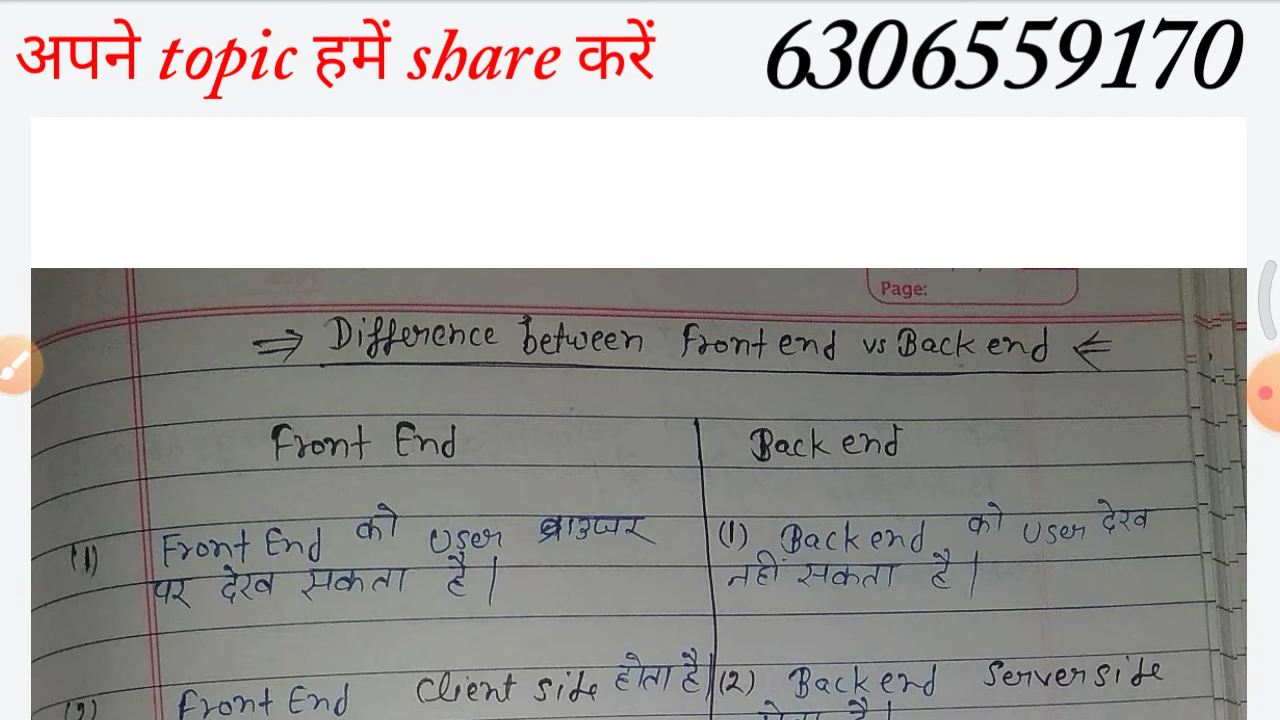 अपने topic हमें share करें 6306559170
Page:
⇒ Difference between Front end vs Back end ⇐
Front End Back end
(1) Front End को User ब्राउजर (1) Back end को User देख
पर देख सकता है। नहीं सकता है।
(2) Front End Client side होता है। (2) Back end Server side
होता है।